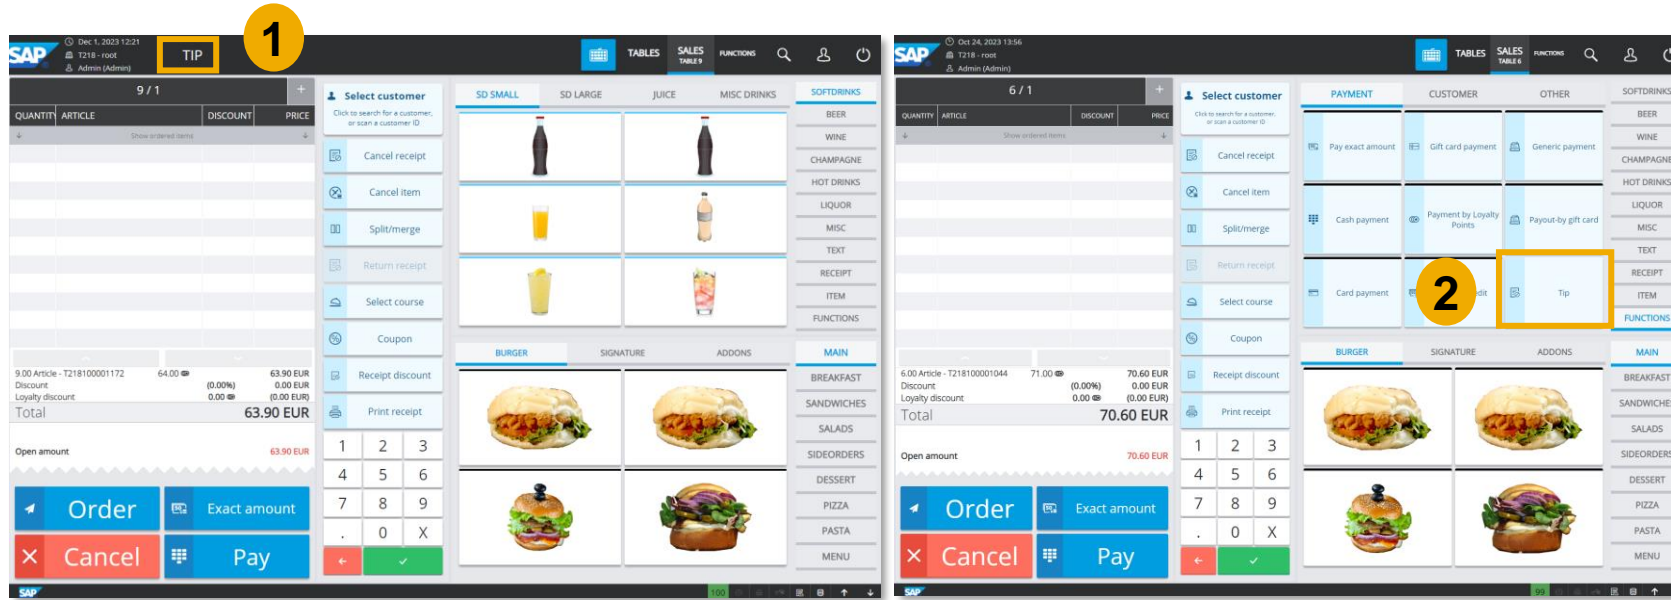 1
SAP
Dec 1, 2023 12:21
T218 - root
Admin (Admin)
TIP
TABLES
SALES
TABLE 9
FUNCTIONS
9 / 1
+
QUANTITY ARTICLE DISCOUNT PRICE
Show ordered items
Select customer
Click to search for a customer,
or scan a customer ID
Cancel receipt
Cancel item
Split/merge
Return receipt
Select course
Coupon
Receipt discount
Print receipt
SD SMALL SD LARGE JUICE MISC DRINKS
SOFTDRINKS
BEER
WINE
CHAMPAGNE
HOT DRINKS
LIQUOR
MISC
TEXT
RECEIPT
ITEM
FUNCTIONS
BURGER SIGNATURE ADDONS
MAIN
BREAKFAST
SANDWICHES
SALADS
SIDEORDERS
DESSERT
PIZZA
PASTA
MENU
9.00 Article - T218100001172 64.00 63.90 EUR
Discount (0.00%) 0.00 EUR
Loyalty discount 0.00 (0.00 EUR)
Total 63.90 EUR
Open amount 63.90 EUR
Order
Exact amount
Cancel
Pay
1 2 3
4 5 6
7 8 9
. 0 X
SAP
100
SAP
Oct 24, 2023 13:56
T218 - root
Admin (Admin)
TABLES
SALES
TABLE 6
FUNCTIONS
6 / 1
+
QUANTITY ARTICLE DISCOUNT PRICE
Show ordered items
Select customer
Click to search for a customer,
or scan a customer ID
Cancel receipt
Cancel item
Split/merge
Return receipt
Select course
Coupon
Receipt discount
Print receipt
PAYMENT CUSTOMER OTHER
Pay exact amount
Gift card payment
Generic payment
Cash payment
Payment by Loyalty
Points
Payout-by gift card
Card payment
2
edit
Tip
SOFTDRINKS
BEER
WINE
CHAMPAGNE
HOT DRINKS
LIQUOR
MISC
TEXT
RECEIPT
ITEM
FUNCTIONS
BURGER SIGNATURE ADDONS
MAIN
BREAKFAST
SANDWICHES
SALADS
SIDEORDERS
DESSERT
PIZZA
PASTA
MENU
6.00 Article - T218100001044 71.00 70.60 EUR
Discount (0.00%) 0.00 EUR
Loyalty discount 0.00 (0.00 EUR)
Total 70.60 EUR
Open amount 70.60 EUR
Order
Exact amount
Cancel
Pay
1 2 3
4 5 6
7 8 9
. 0 X
SAP
99